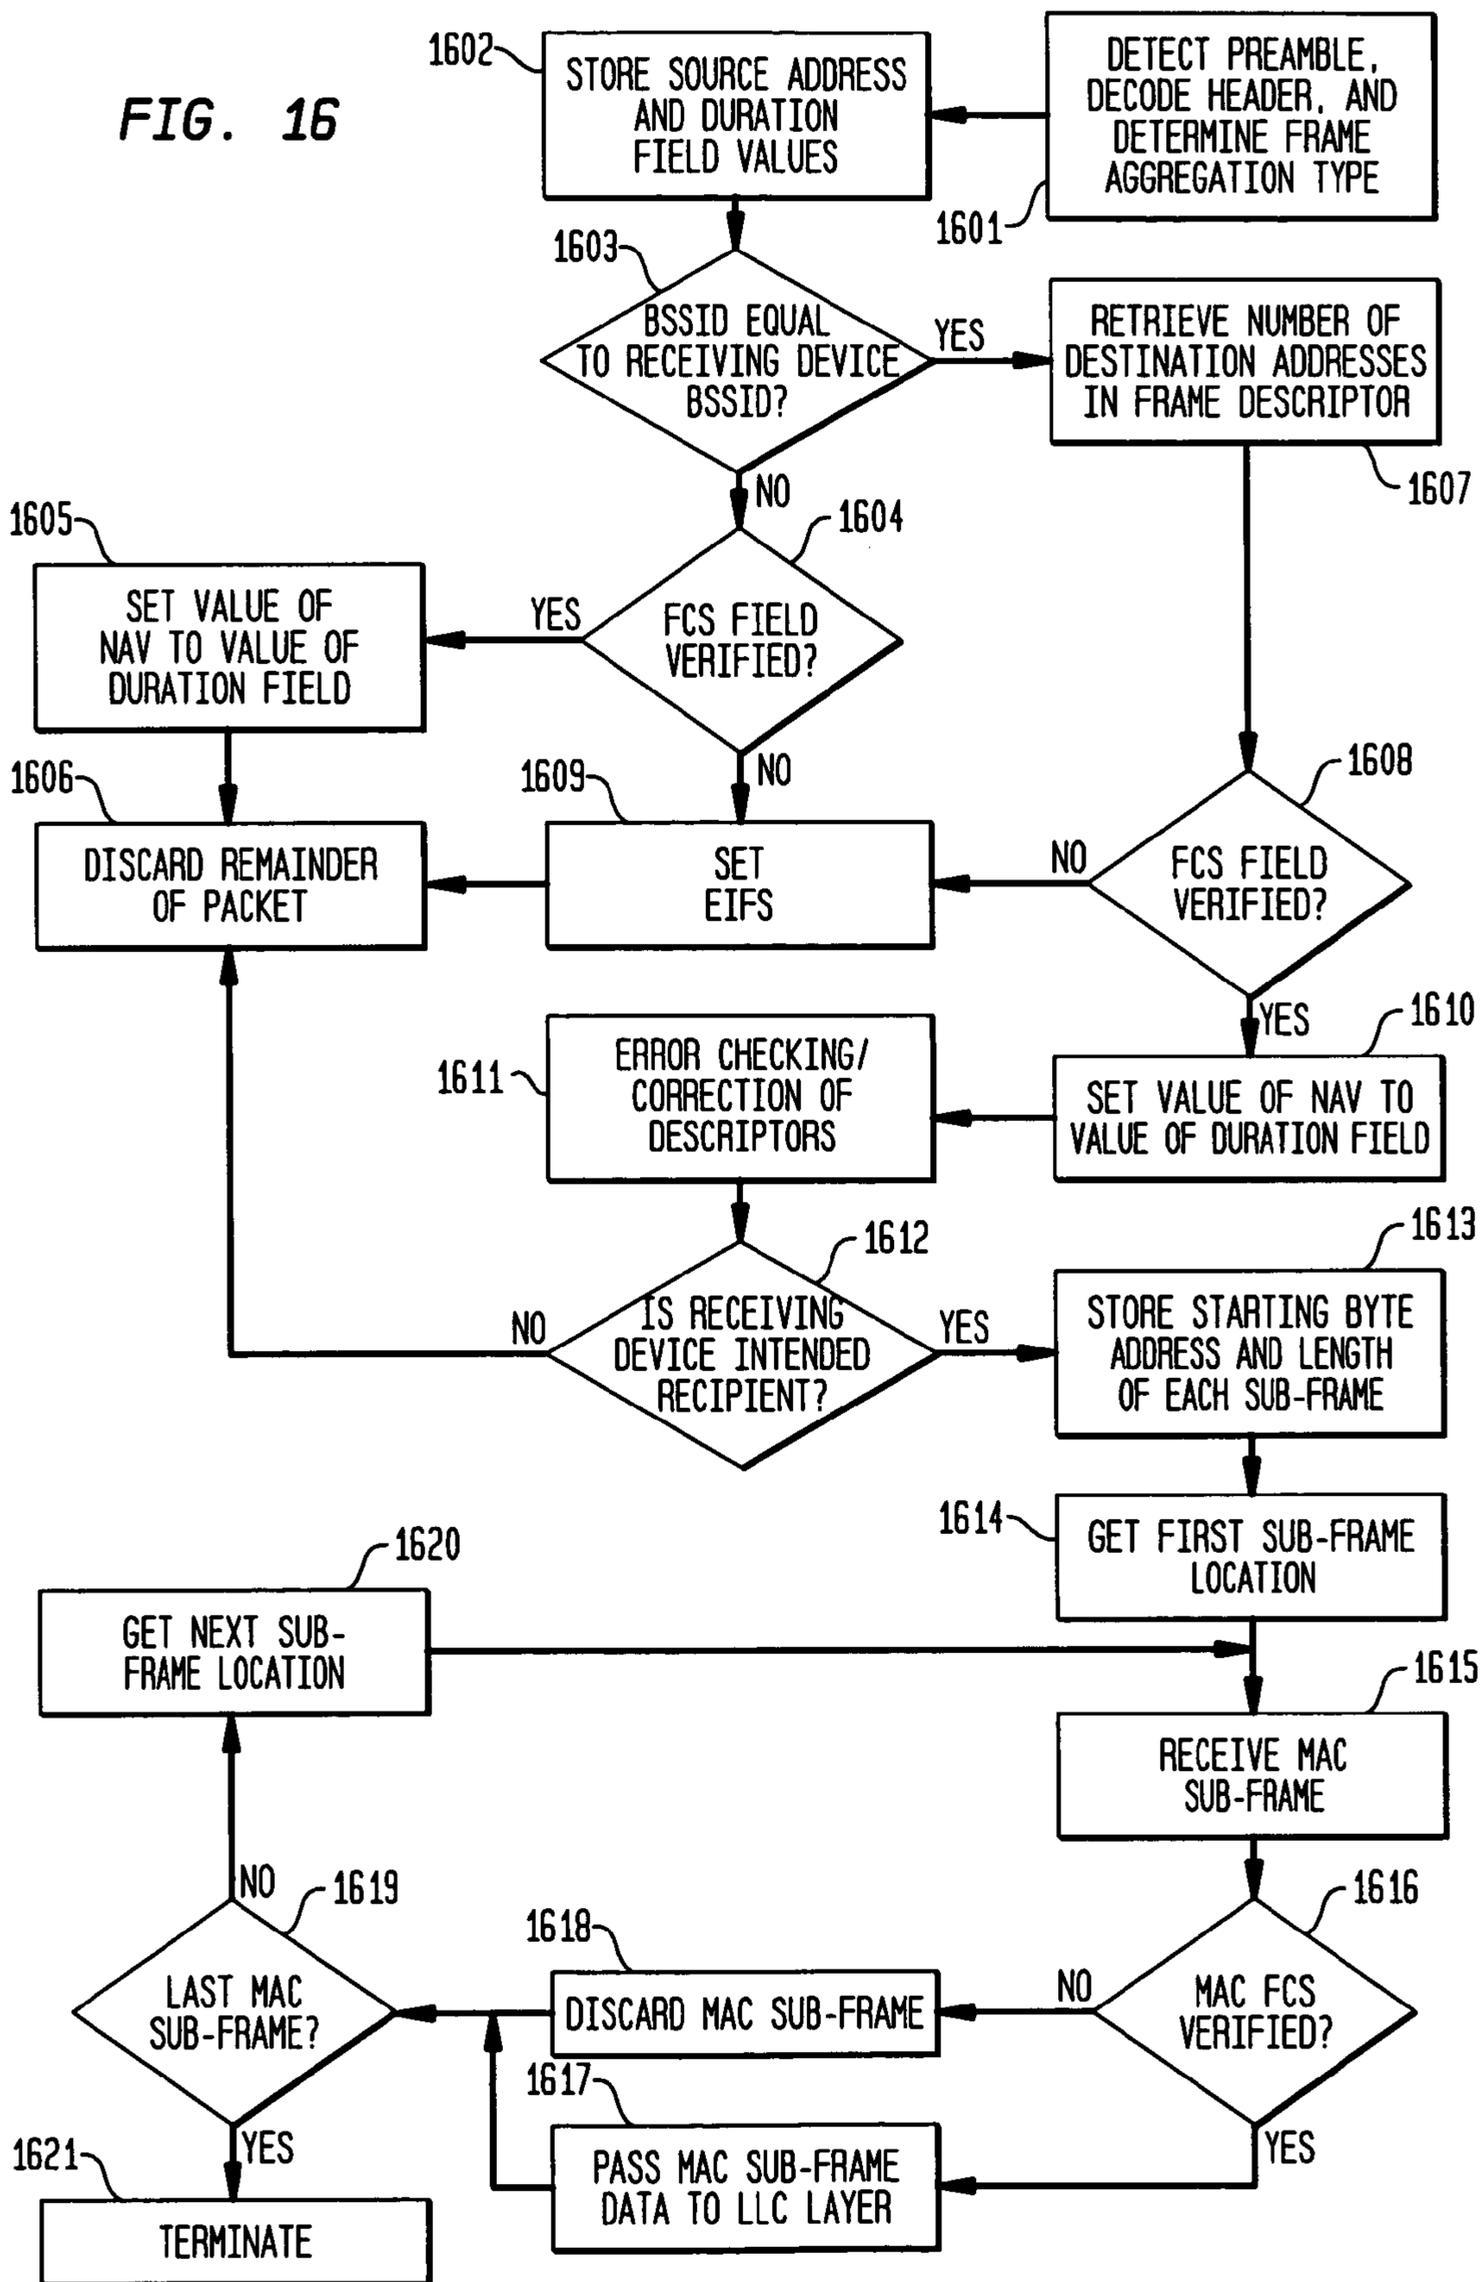 FIG. 16
1602
STORE SOURCE ADDRESS
AND DURATION
FIELD VALUES
DETECT PREAMBLE,
DECODE HEADER, AND
DETERMINE FRAME
AGGREGATION TYPE
1601
1603
BSSID EQUAL
TO RECEIVING DEVICE
BSSID?
YES
NO
RETRIEVE NUMBER OF
DESTINATION ADDRESSES
IN FRAME DESCRIPTOR
1607
1604
FCS FIELD
VERIFIED?
YES
NO
1605
SET VALUE OF
NAV TO VALUE OF
DURATION FIELD
1606
DISCARD REMAINDER
OF PACKET
1609
SET
EIFS
1608
FCS FIELD
VERIFIED?
NO
YES
1610
SET VALUE OF NAV TO
VALUE OF DURATION FIELD
1611
ERROR CHECKING/
CORRECTION OF
DESCRIPTORS
1612
IS RECEIVING
DEVICE INTENDED
RECIPIENT?
NO
YES
1613
STORE STARTING BYTE
ADDRESS AND LENGTH
OF EACH SUB-FRAME
1614
GET FIRST SUB-FRAME
LOCATION
1620
GET NEXT SUB-
FRAME LOCATION
1615
RECEIVE MAC
SUB-FRAME
1616
MAC FCS
VERIFIED?
NO
YES
1618
DISCARD MAC SUB-FRAME
1617
PASS MAC SUB-FRAME
DATA TO LLC LAYER
1619
LAST MAC
SUB-FRAME?
NO
YES
1621
TERMINATE